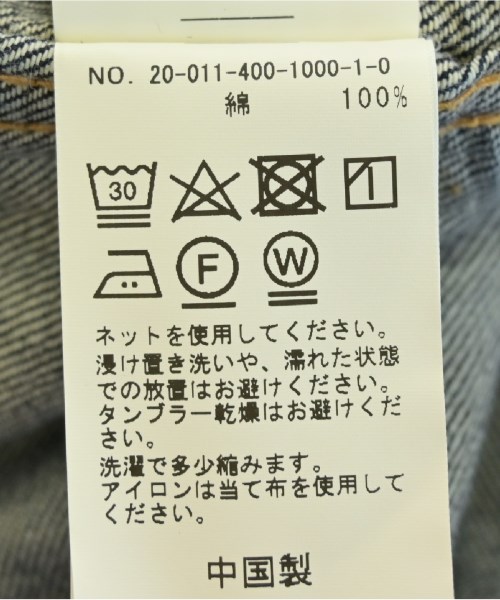 NO. 20-011-400-1000-1-0
綿 100%
30
F W
ネットを使用してください。
浸け置き洗いや、濡れた状態
での放置はお避けください。
タンブラー乾燥はお避けくだ
さい。
洗濯で多少縮みます。
アイロンは当て布を使用して
ください。
中国製